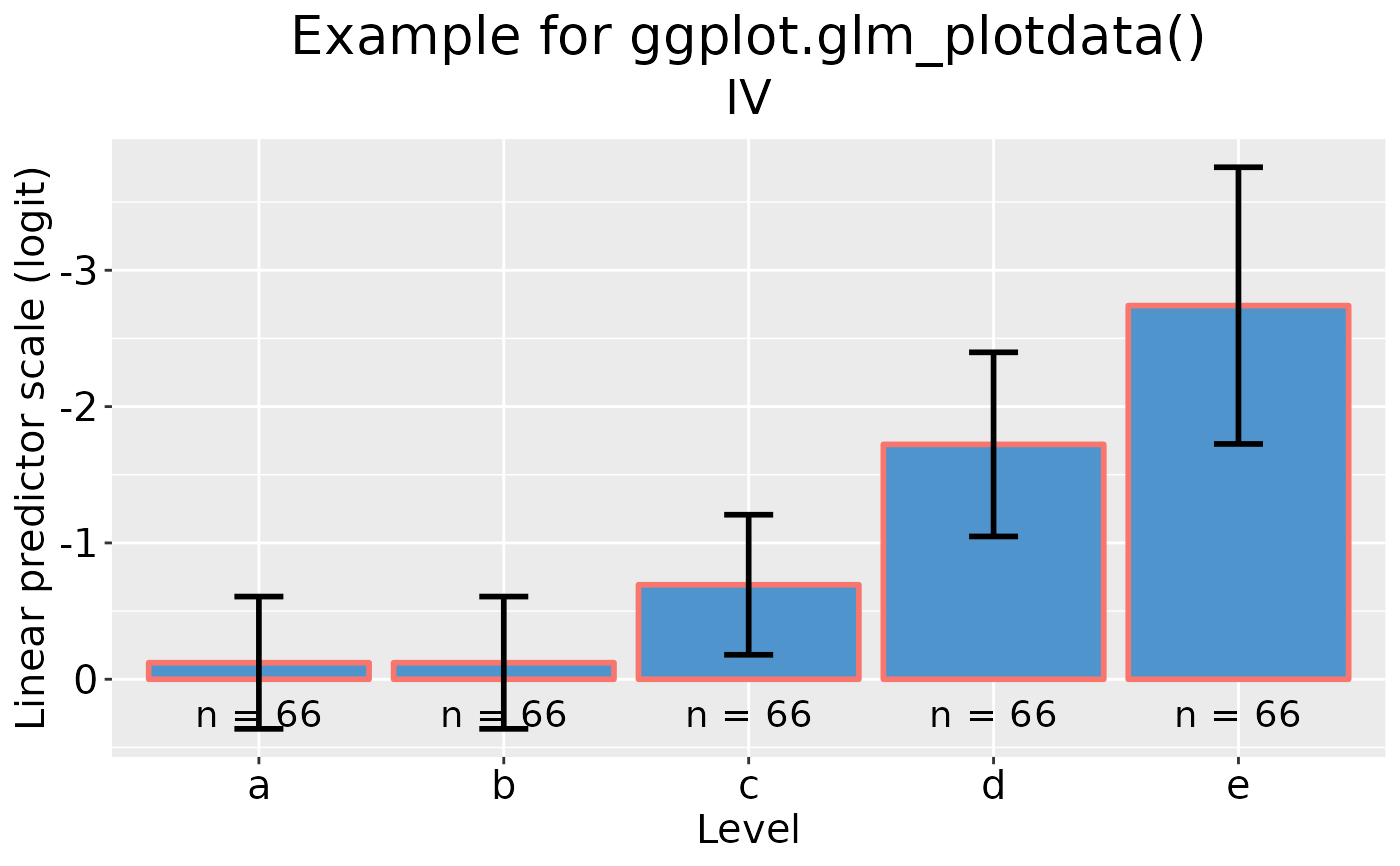 Example for ggplot.glm_plotdata()
IV
Linear predictor scale (logit)
-3
-2
-1
0
n = 66 n = 66 n = 66 n = 66 n = 66
a b c d e
Level